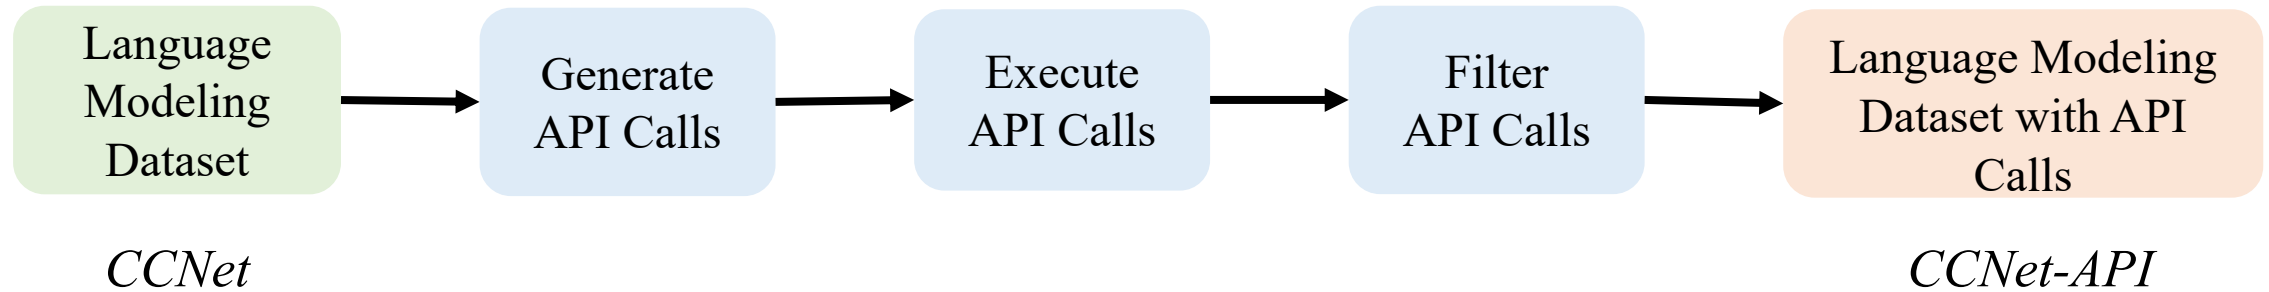 Language
Modeling
Dataset
Generate
API Calls
Execute
API Calls
Filter
API Calls
Language Modeling
Dataset with API
Calls
CCNet
CCNet-API